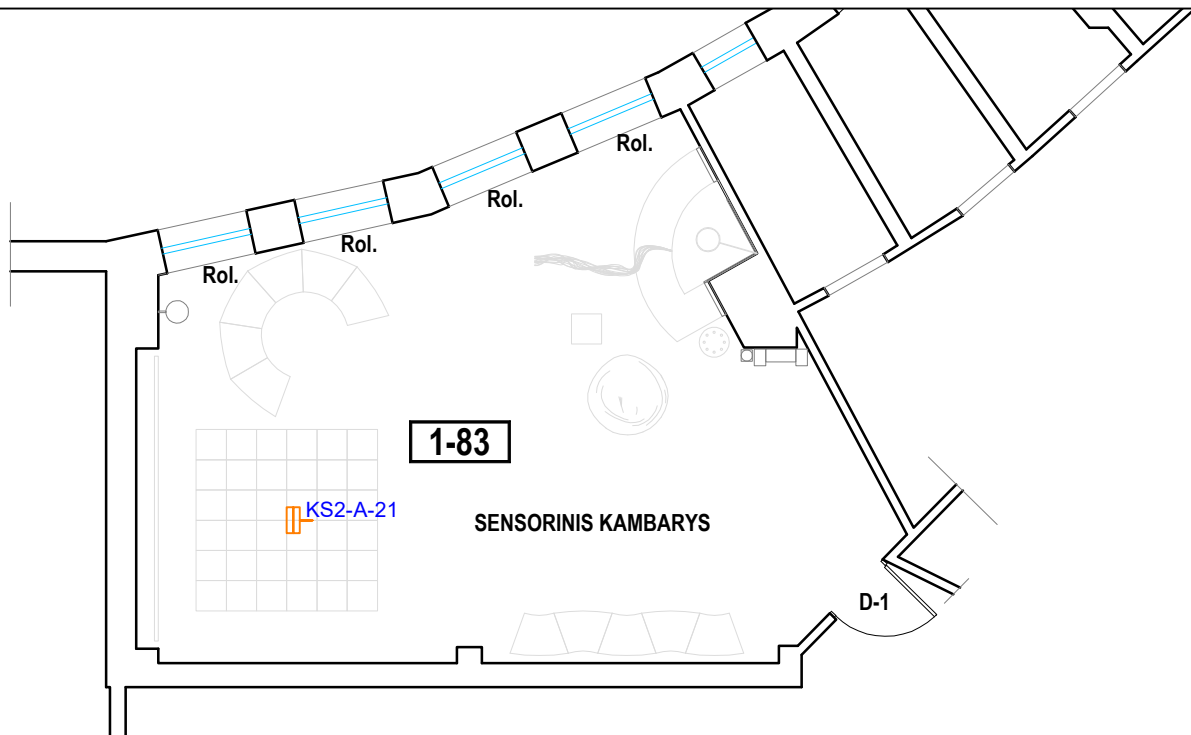 Rol.
Rol.
Rol.
Rol.
1-83
KS2-A-21
SENSORINIS KAMBARYS
D-1